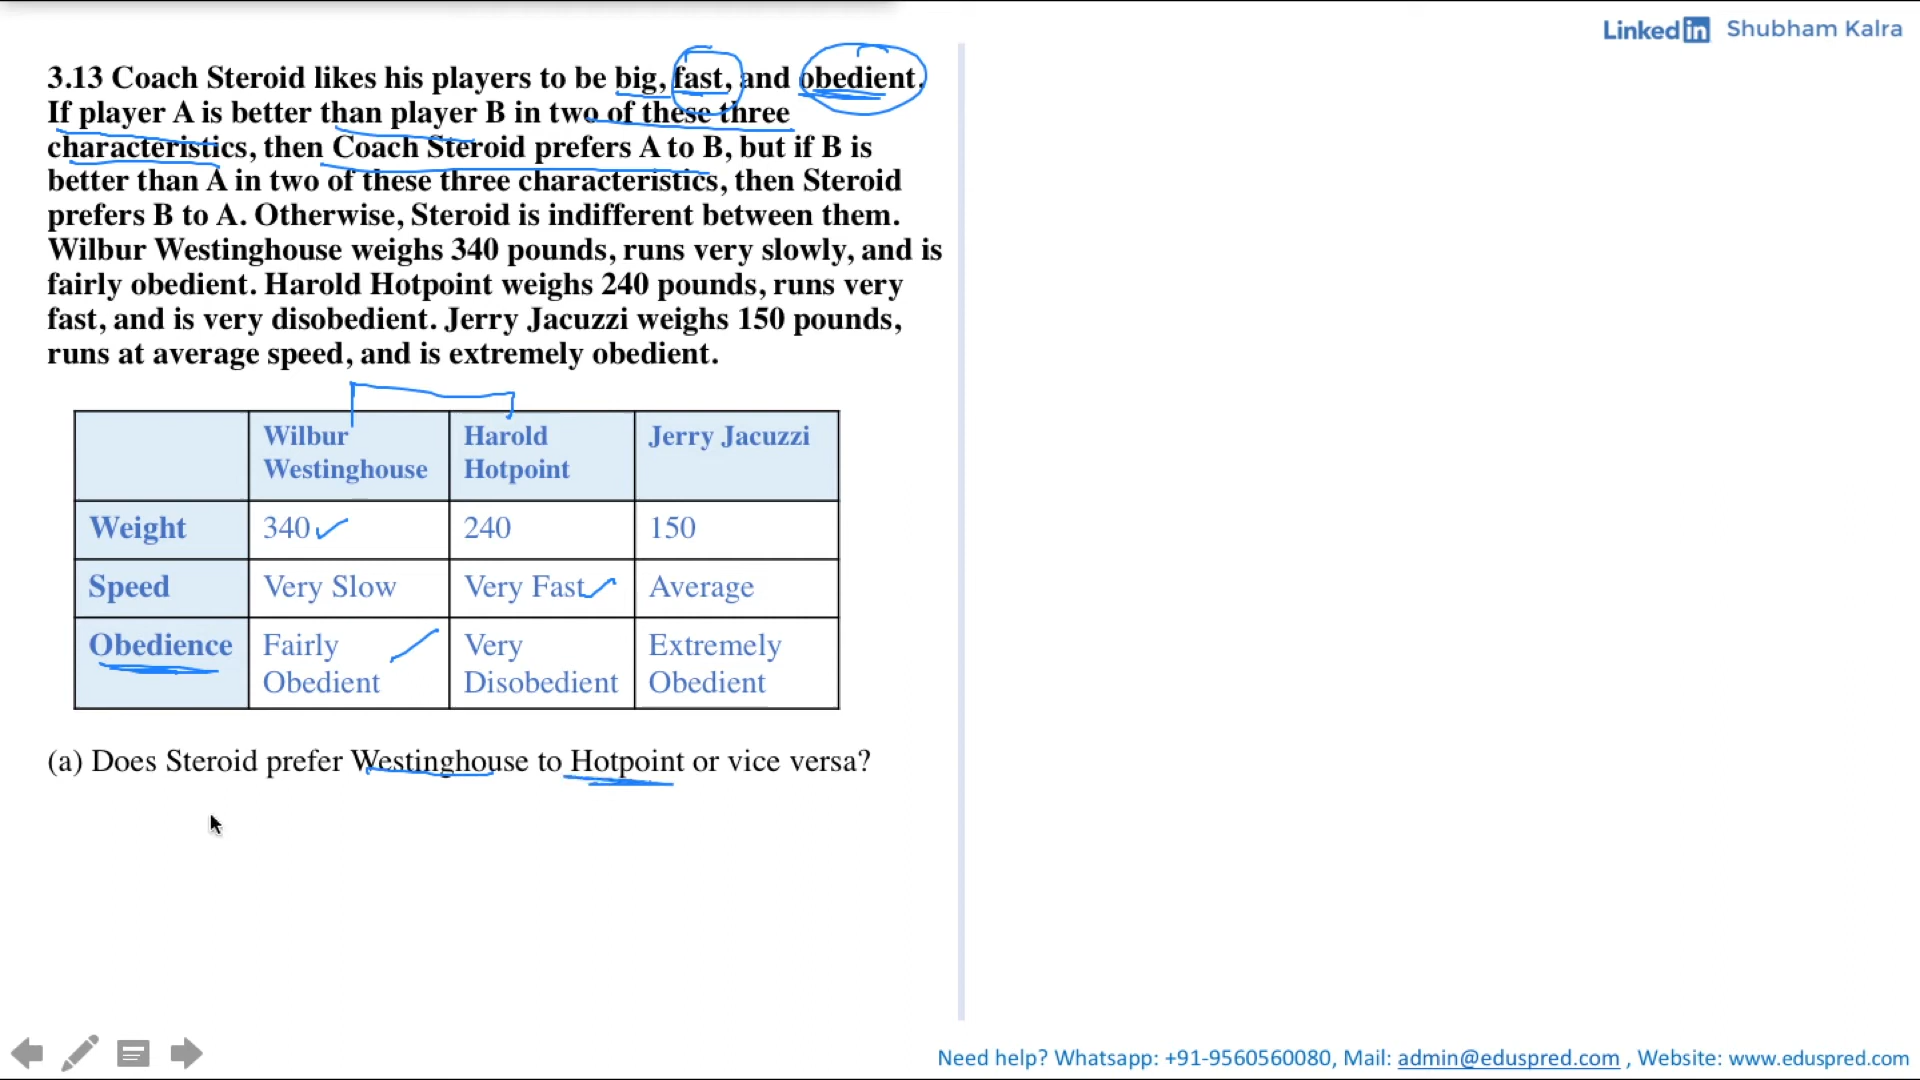 Linked in Shubham Kalra
3.13 Coach Steroid likes his players to be big, fast, and obedient.
If player A is better than player B in two of these three
characteristics, then Coach Steroid prefers A to B, but if B is
better than A in two of these three characteristics, then Steroid
prefers B to A. Otherwise, Steroid is indifferent between them.
Wilbur Westinghouse weighs 340 pounds, runs very slowly, and is
fairly obedient. Harold Hotpoint weighs 240 pounds, runs very
fast, and is very disobedient. Jerry Jacuzzi weighs 150 pounds,
runs at average speed, and is extremely obedient.
Wilbur Westinghouse Harold Hotpoint Jerry Jacuzzi
Weight 340 240 150
Speed Very Slow Very Fast Average
Obedience Fairly Obedient Very Disobedient Extremely Obedient
(a) Does Steroid prefer Westinghouse to Hotpoint or vice versa?
Need help? Whatsapp: +91-9560560080, Mail: admin@eduspred.com , Website: www.eduspred.com